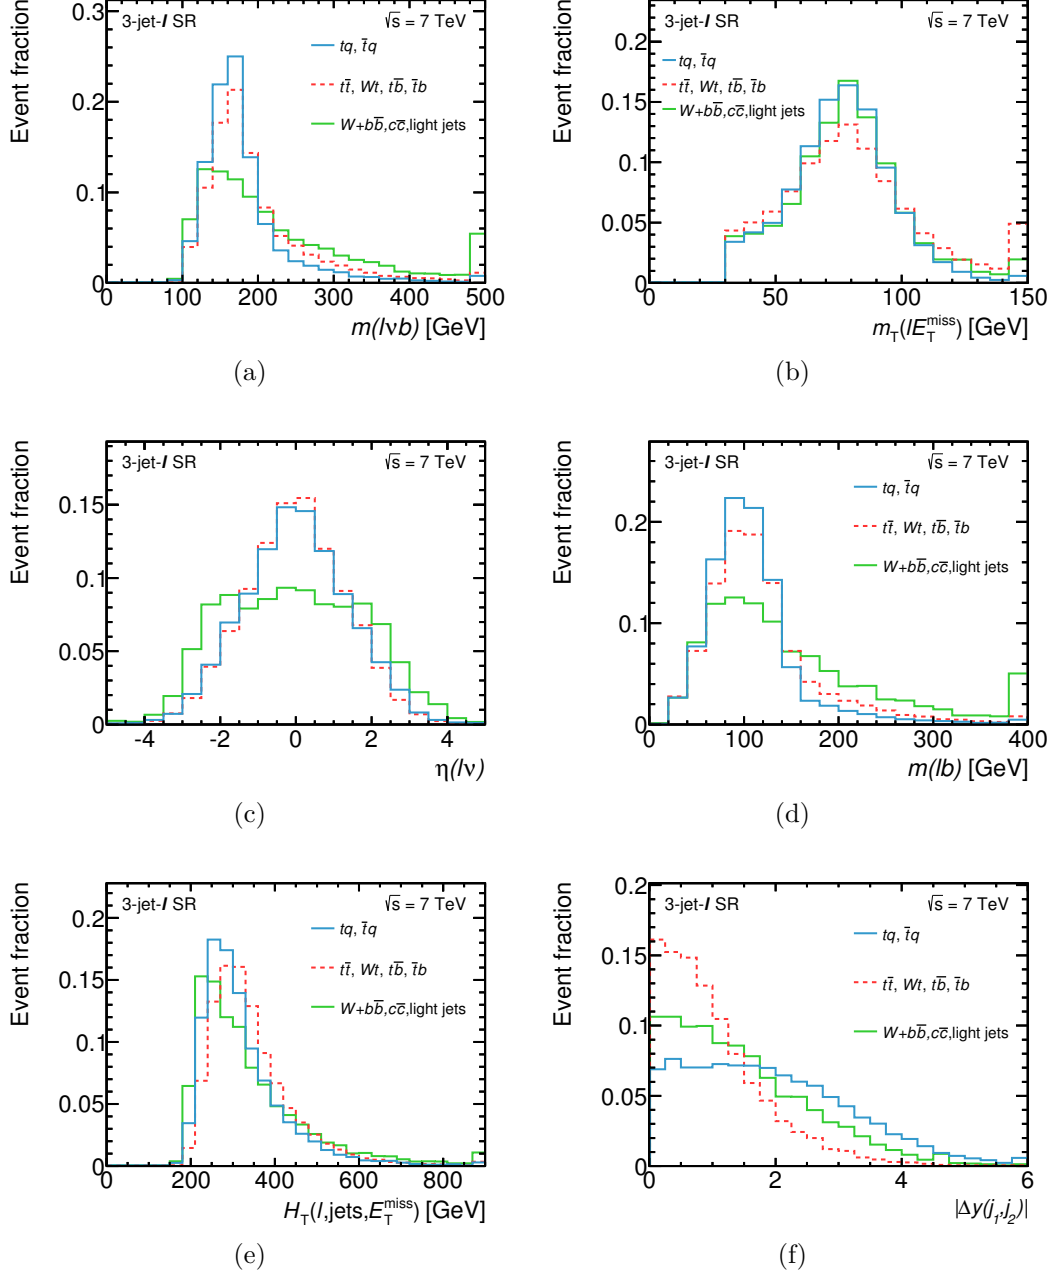 Event fraction
0.3
0.2
0.1
0
3-jet-l SR
√s = 7 TeV
tq, t̄q
tt̄, Wt, tb̄, t̄b
W+bb̄,cc̄,light jets
0 100 200 300 400 500
m(lνb) [GeV]
(a)
Event fraction
0.2
0.15
0.1
0.05
0
3-jet-l SR
√s = 7 TeV
tq, t̄q
tt̄, Wt, tb̄, t̄b
W+bb̄,cc̄,light jets
0 50 100 150
m_T(lE_T^miss) [GeV]
(b)
Event fraction
0.15
0.1
0.05
0
3-jet-l SR
√s = 7 TeV
-4 -2 0 2 4
η(lν)
(c)
Event fraction
0.2
0.1
0
3-jet-l SR
√s = 7 TeV
tq, t̄q
tt̄, Wt, tb̄, t̄b
W+bb̄,cc̄,light jets
0 100 200 300 400
m(lb) [GeV]
(d)
Event fraction
0.2
0.15
0.1
0.05
0
3-jet-l SR
√s = 7 TeV
tq, t̄q
tt̄, Wt, tb̄, t̄b
W+bb̄,cc̄,light jets
0 200 400 600 800
H_T(l,jets,E_T^miss) [GeV]
(e)
Event fraction
0.2
0.15
0.1
0.05
0
3-jet-l SR
√s = 7 TeV
tq, t̄q
tt̄, Wt, tb̄, t̄b
W+bb̄,cc̄,light jets
0 2 4 6
|Δy(j_1,j_2)|
(f)